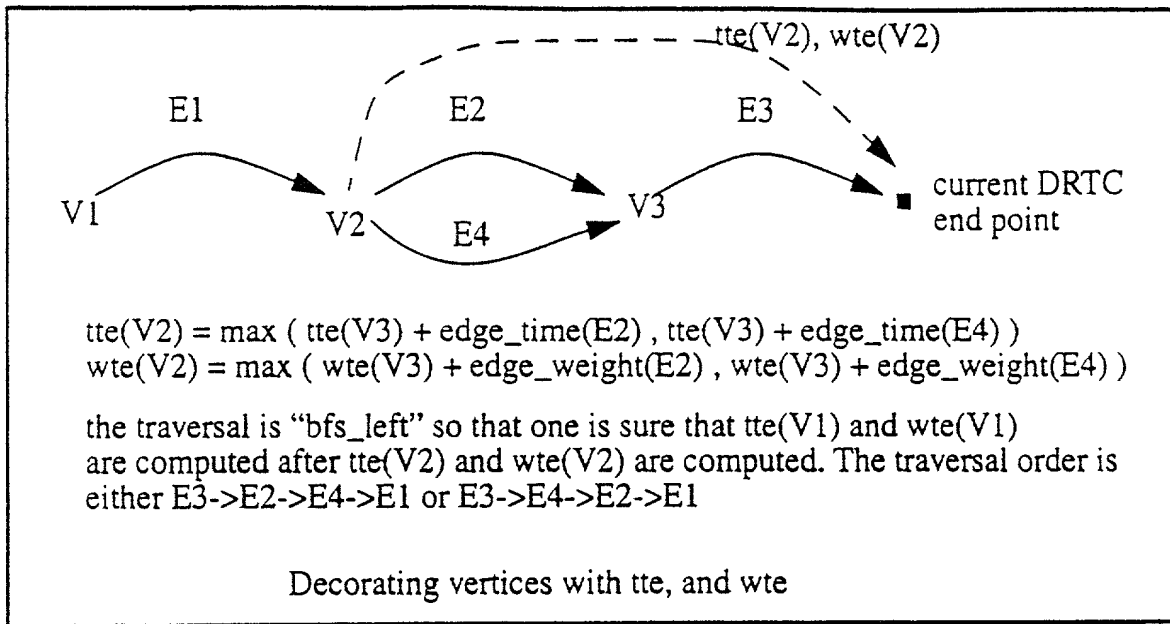 tte(V2), wte(V2)
E1 E2 E3
V1 V2 V3 current DRTC
end point
E4
tte(V2) = max ( tte(V3) + edge_time(E2) , tte(V3) + edge_time(E4) )
wte(V2) = max ( wte(V3) + edge_weight(E2) , wte(V3) + edge_weight(E4) )
the traversal is “bfs_left” so that one is sure that tte(V1) and wte(V1)
are computed after tte(V2) and wte(V2) are computed. The traversal order is
either E3->E2->E4->E1 or E3->E4->E2->E1
Decorating vertices with tte, and wte